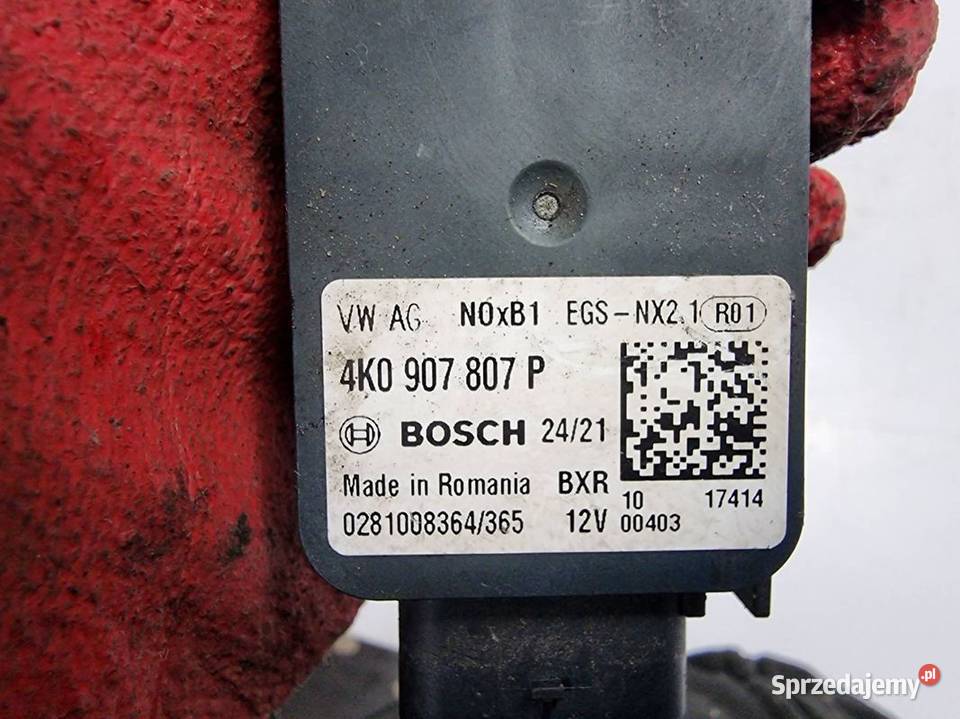 VW AG NOxB1 EGS-NX2.1 R01
4K0 907 807 P
BOSCH 24/21
Made in Romania BXR 10 17414
0281008364/365 12V 00403
Sprzedajemy.pl